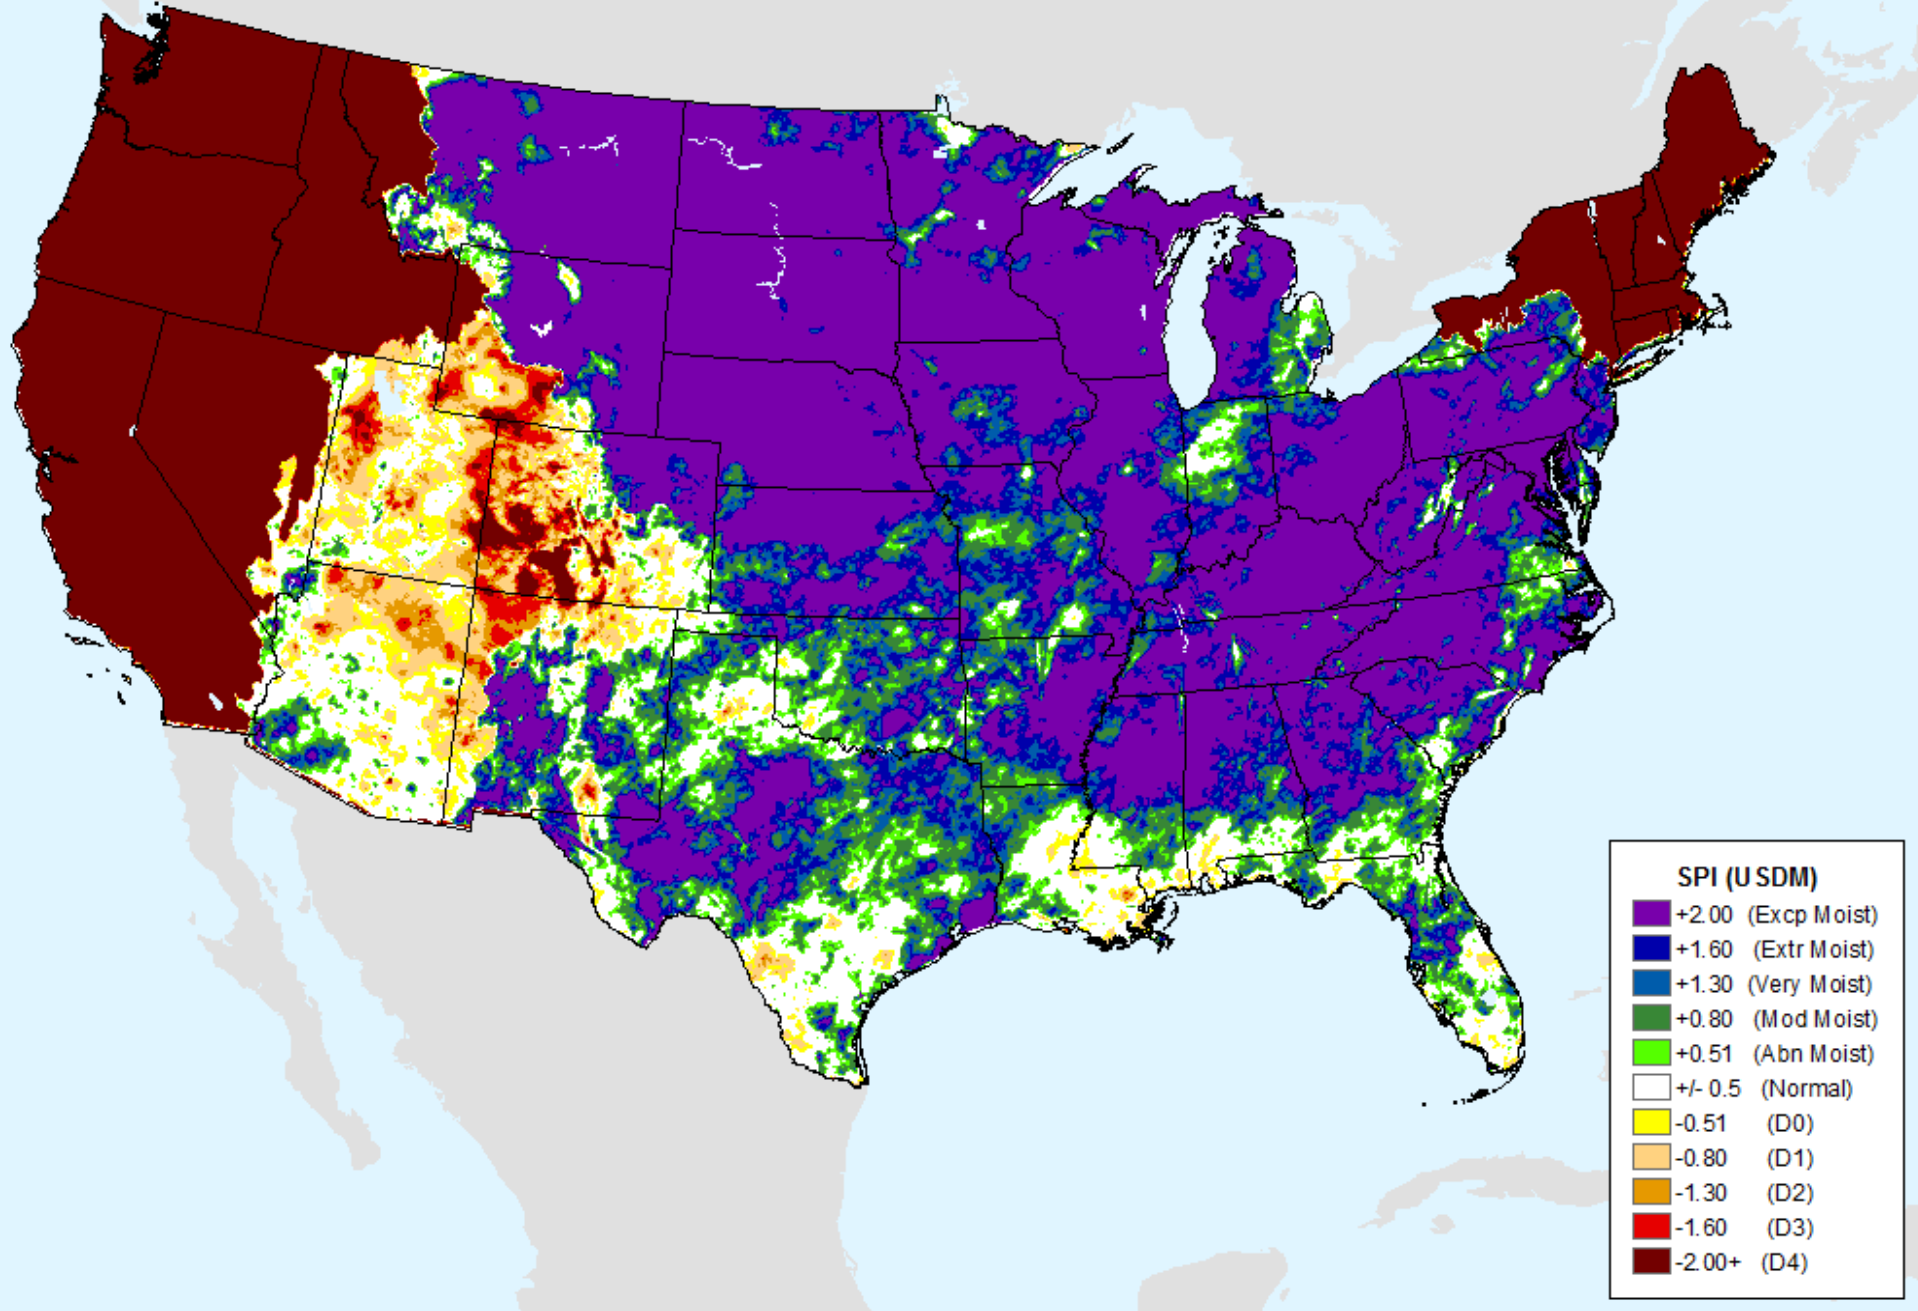 SPI (USDM)
+2.00 (Excp Moist)
+1.60 (Extr Moist)
+1.30 (Very Moist)
+0.80 (Mod Moist)
+0.51 (Abn Moist)
+/- 0.5 (Normal)
-0.51 (D0)
-0.80 (D1)
-1.30 (D2)
-1.60 (D3)
-2.00+ (D4)